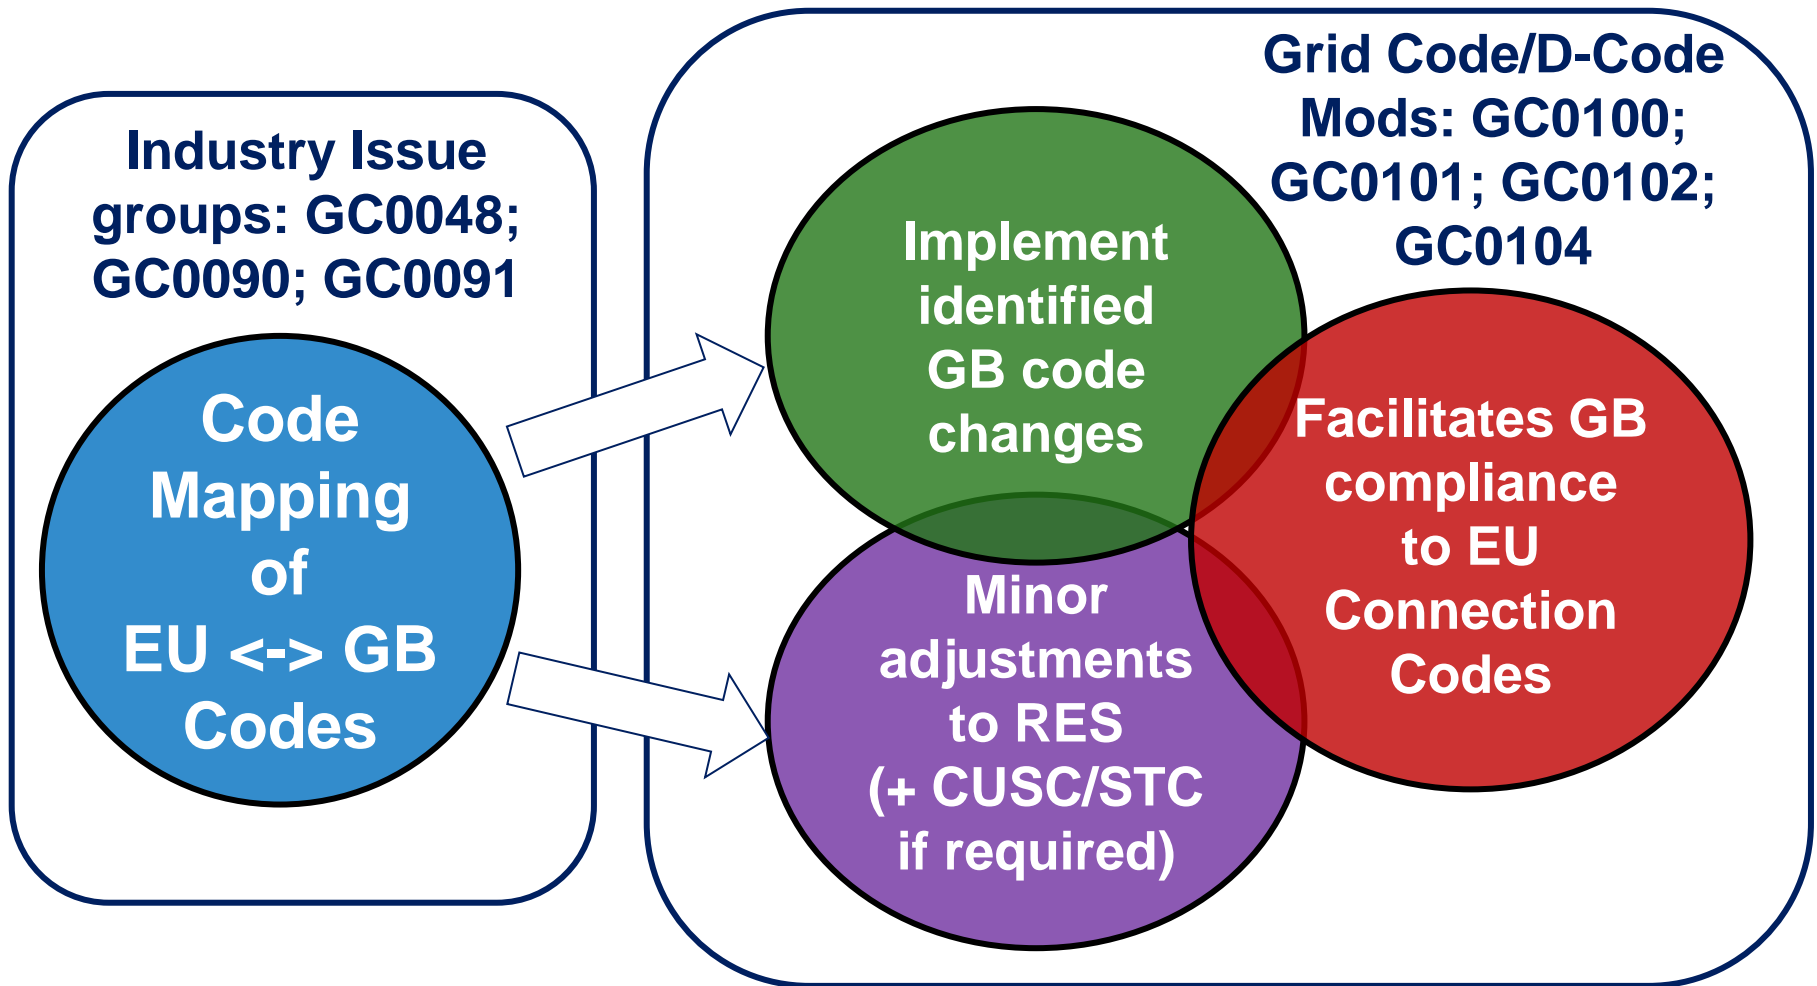 Industry Issue
groups: GC0048;
GC0090; GC0091
Code
Mapping
of
EU <-> GB
Codes
Grid Code/D-Code
Mods: GC0100;
GC0101; GC0102;
GC0104
Implement
identified
GB code
changes
Facilitates GB
compliance
to EU
Connection
Codes
Minor
adjustments
to RES
(+ CUSC/STC
if required)